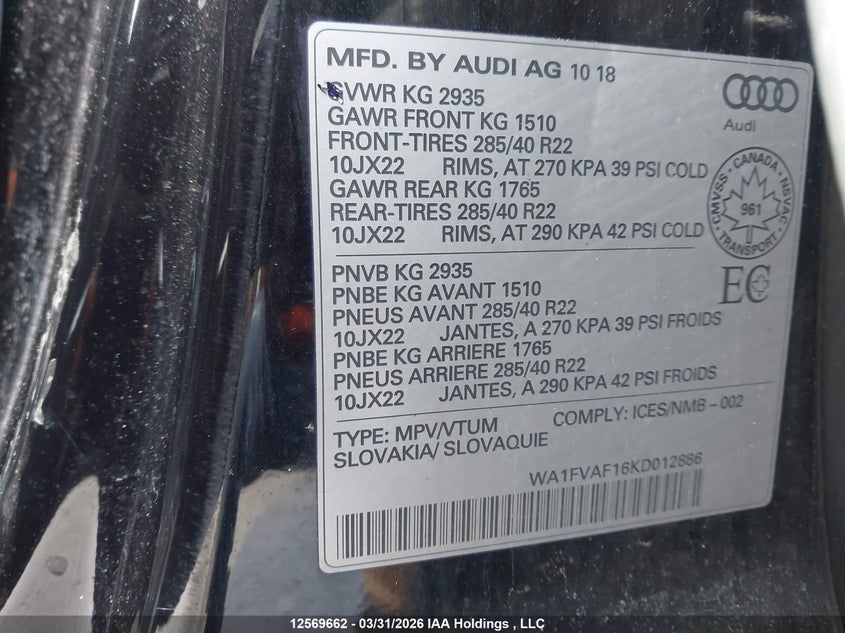 MFD. BY AUDI AG 10 18
GVWR KG 2935
GAWR FRONT KG 1510
FRONT-TIRES 285/40 R22
10JX22 RIMS, AT 270 KPA 39 PSI COLD
GAWR REAR KG 1765
REAR-TIRES 285/40 R22
10JX22 RIMS, AT 290 KPA 42 PSI COLD
Audi
CMVSS - CANADA - NSVAC
961
TRANSPORT
PNVB KG 2935
PNBE KG AVANT 1510
PNEUS AVANT 285/40 R22
10JX22 JANTES, A 270 KPA 39 PSI FROIDS
PNBE KG ARRIERE 1765
PNEUS ARRIERE 285/40 R22
10JX22 JANTES, A 290 KPA 42 PSI FROIDS
EC
TYPE: MPV/VTUM COMPLY: ICES/NMB-002
SLOVAKIA/ SLOVAQUIE
WA1FVAF16KD012886
12569662 - 03/31/2026 IAA Holdings , LLC